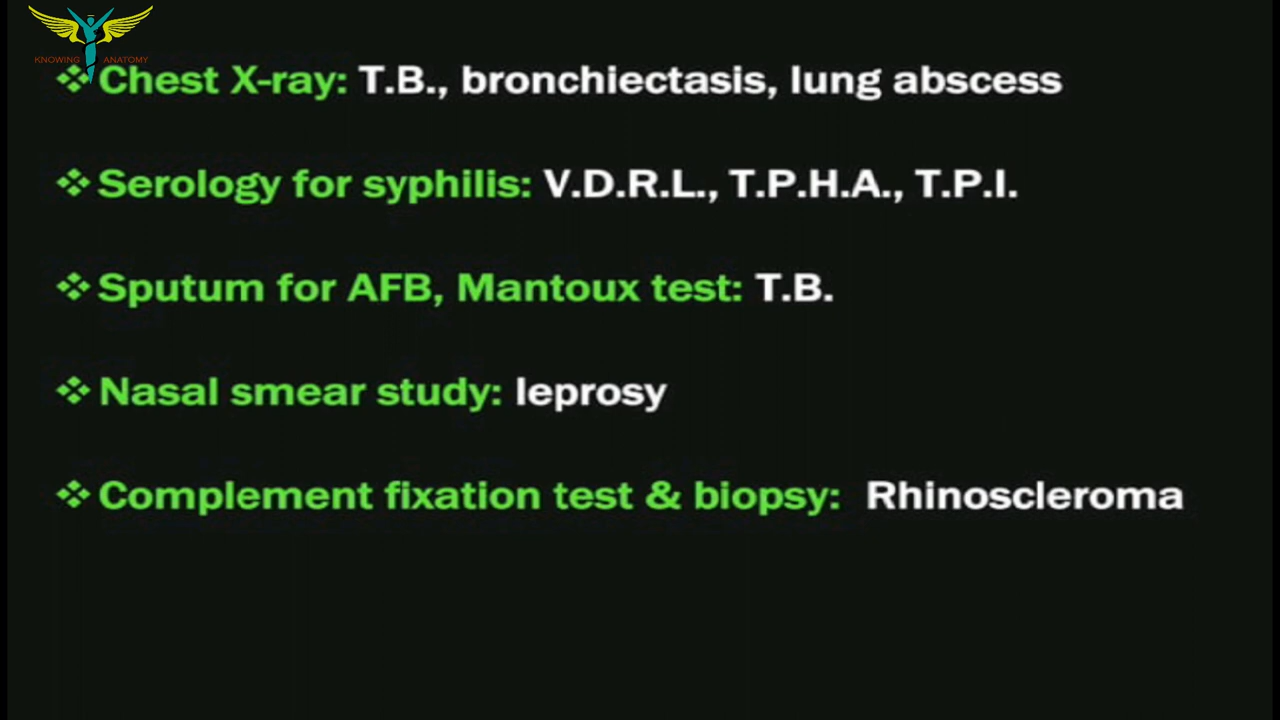 KNOWING ANATOMY
❖ Chest X-ray: T.B., bronchiectasis, lung abscess
❖ Serology for syphilis: V.D.R.L., T.P.H.A., T.P.I.
❖ Sputum for AFB, Mantoux test: T.B.
❖ Nasal smear study: leprosy
❖ Complement fixation test & biopsy: Rhinoscleroma